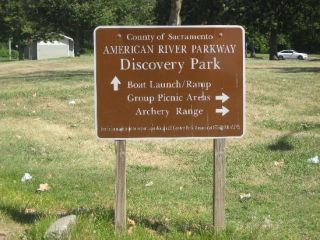 County of Sacramento
AMERICAN RIVER PARKWAY
Discovery Park
Boat Launch/Ramp
Group Picnic Areas
Archery Range